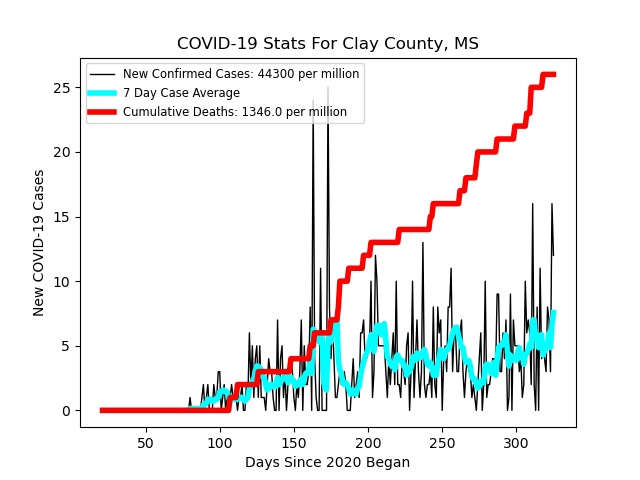 COVID-19 Stats For Clay County, MS
New Confirmed Cases: 44300 per million
7 Day Case Average
Cumulative Deaths: 1346.0 per million
New COVID-19 Cases
25
20
15
10
5
0
50 100 150 200 250 300
Days Since 2020 Began